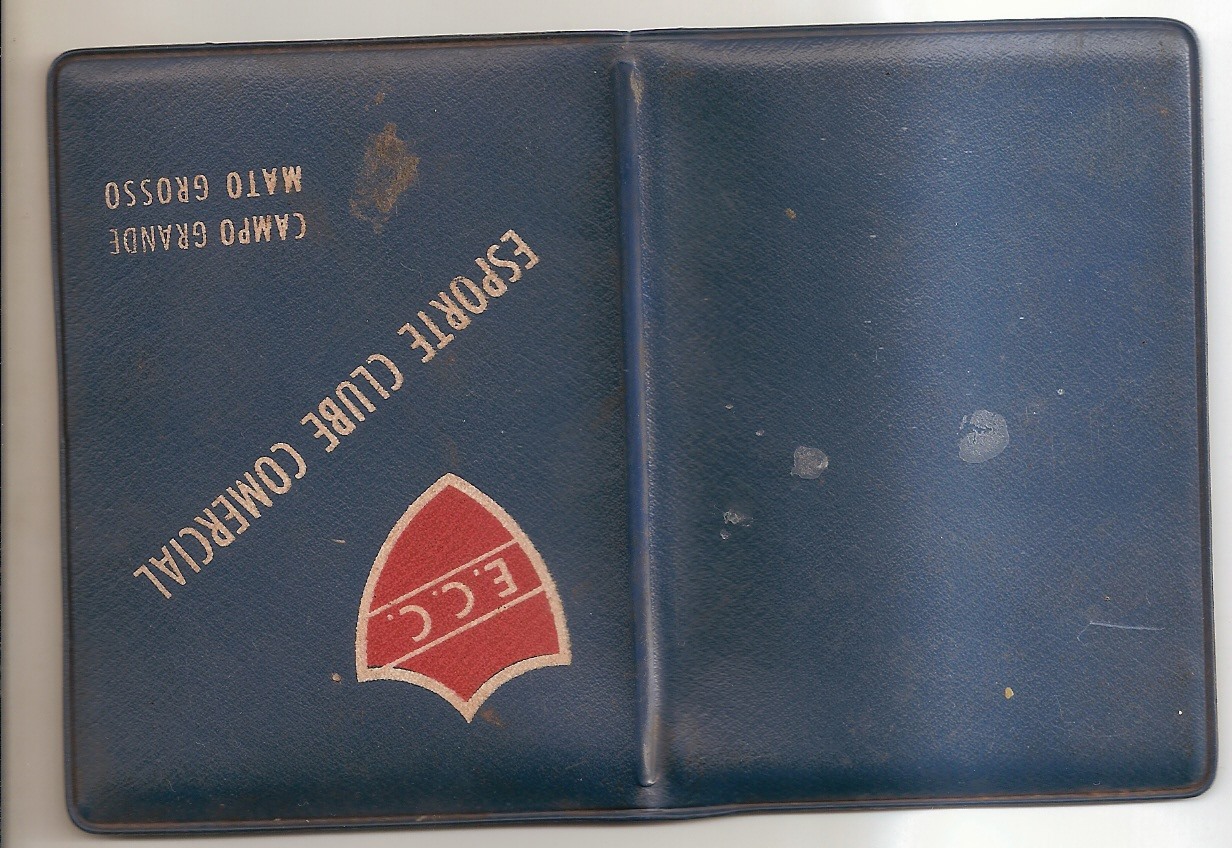 E.C.C.
ESPORTE CLUBE COMERCIAL
CAMPO GRANDE
MATO GROSSO